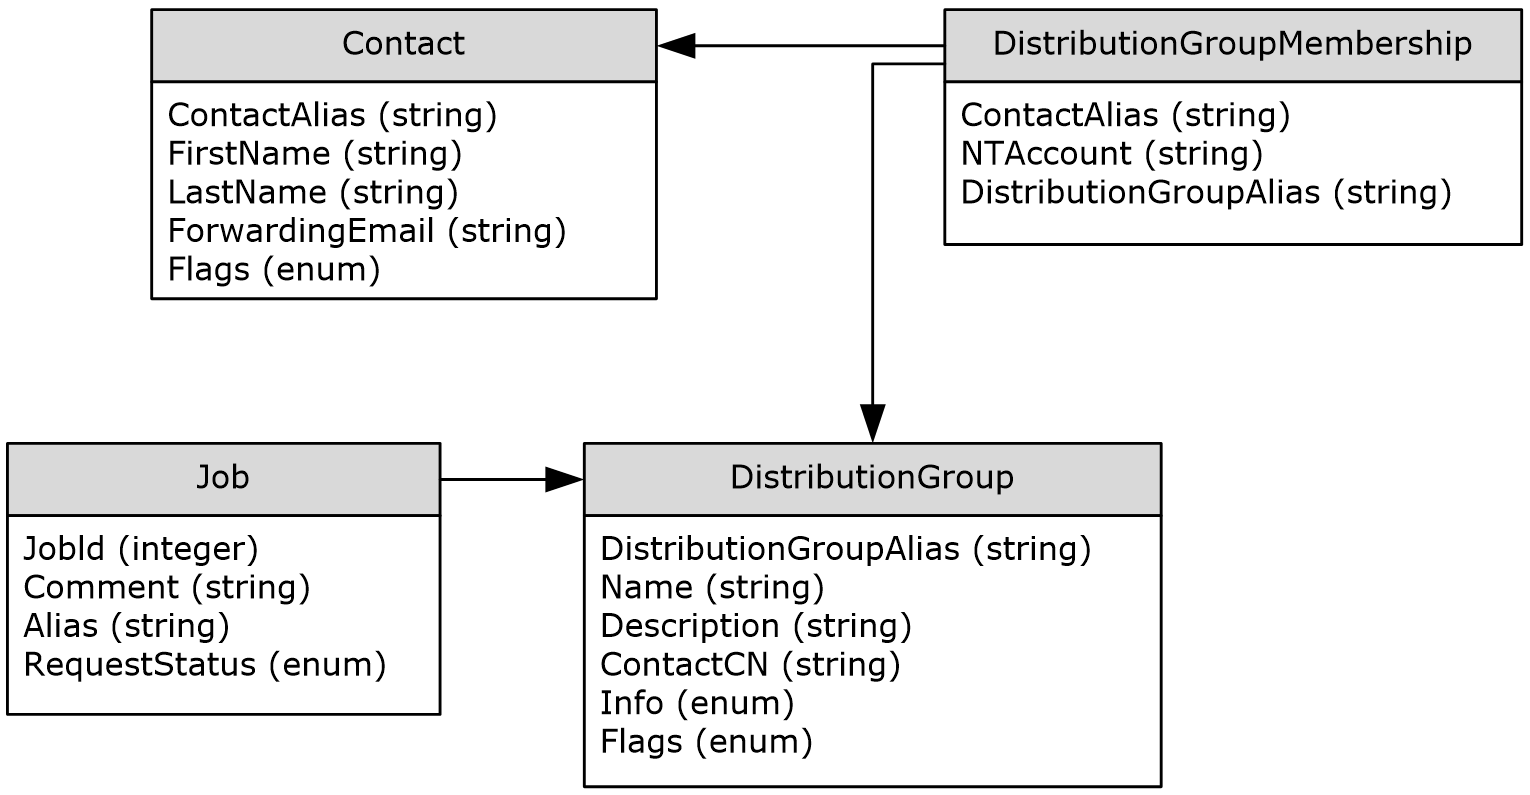 Contact
ContactAlias (string)
FirstName (string)
LastName (string)
ForwardingEmail (string)
Flags (enum)
DistributionGroupMembership
ContactAlias (string)
NTAccount (string)
DistributionGroupAlias (string)
Job
JobId (integer)
Comment (string)
Alias (string)
RequestStatus (enum)
DistributionGroup
DistributionGroupAlias (string)
Name (string)
Description (string)
ContactCN (string)
Info (enum)
Flags (enum)